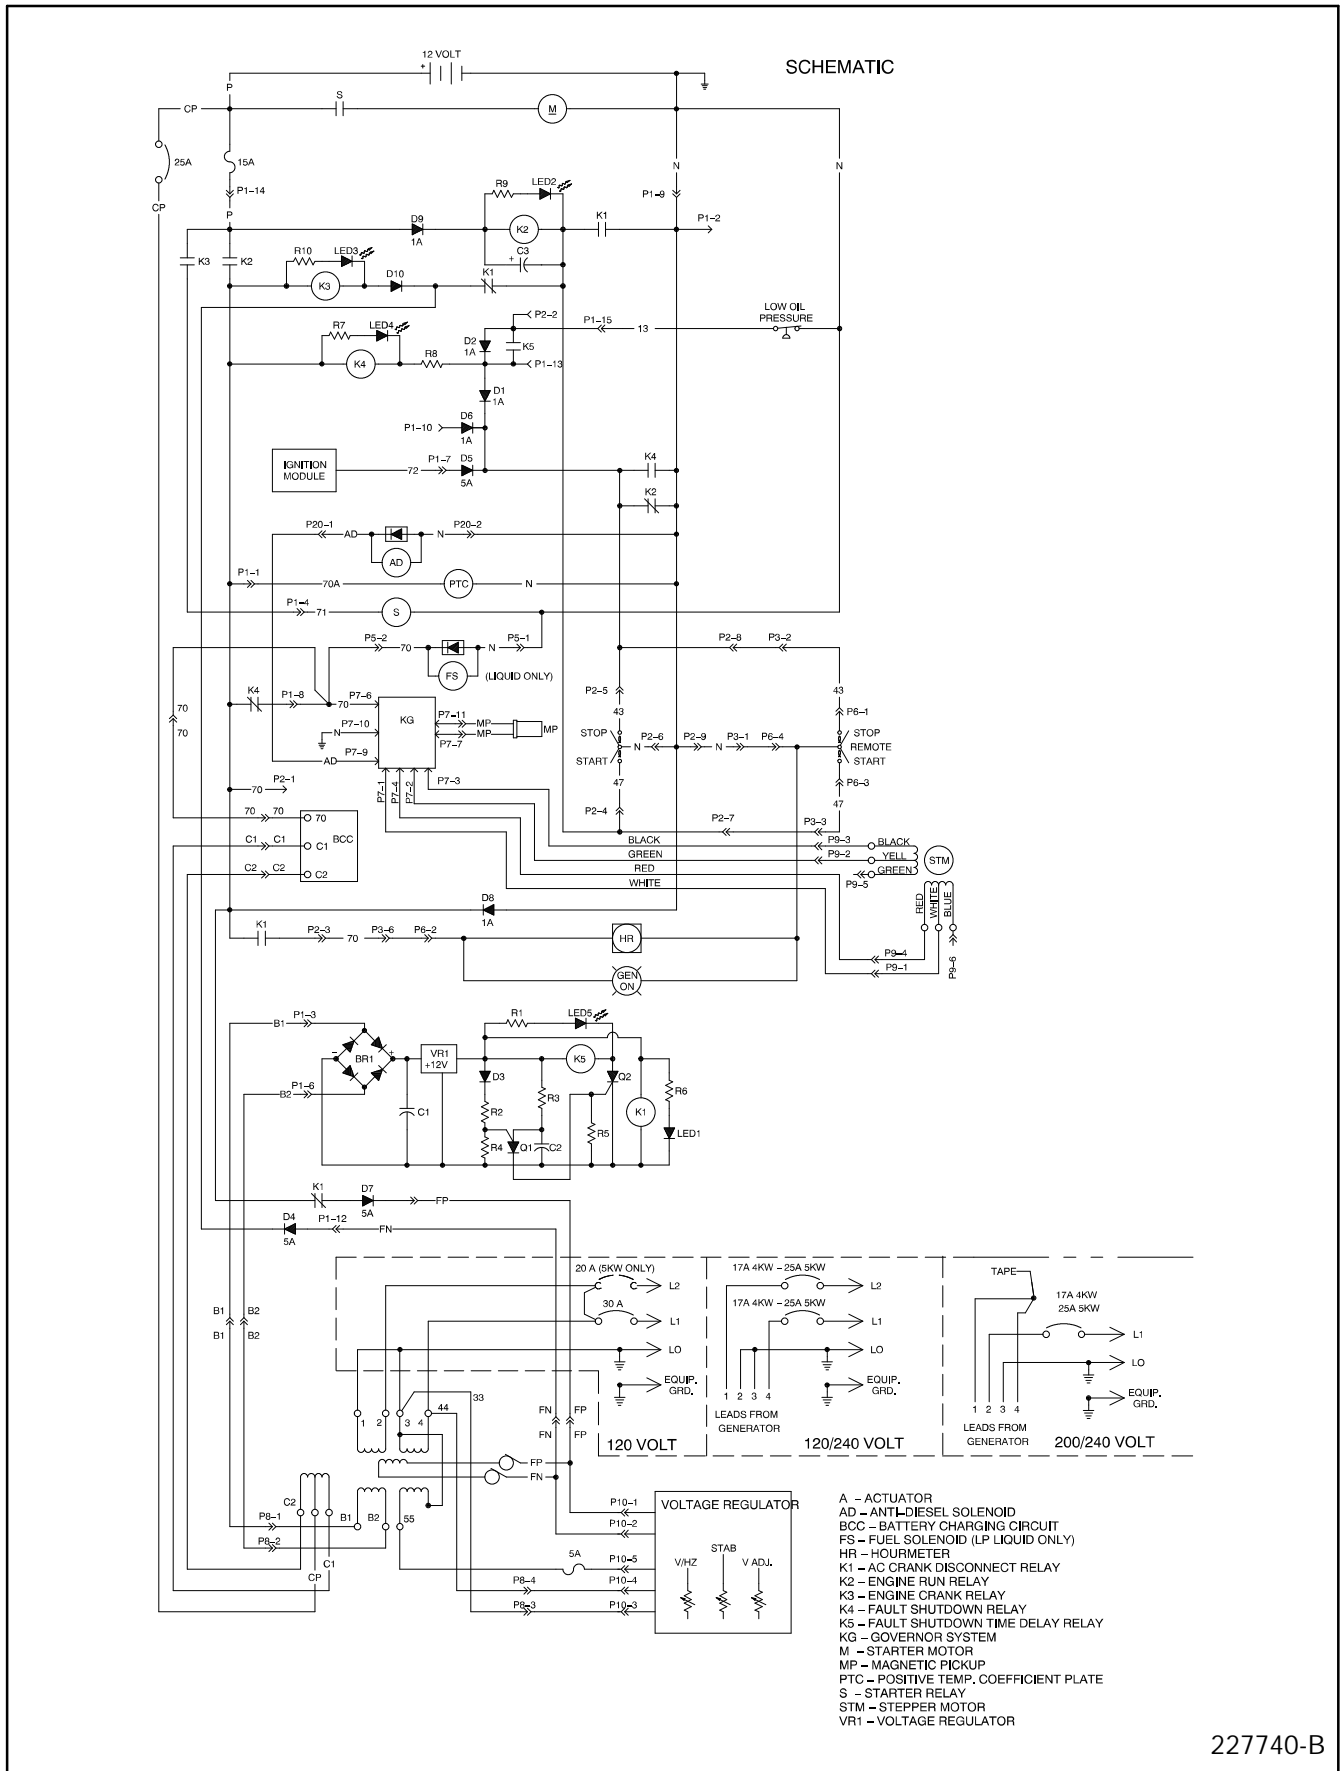 SCHEMATIC
12 VOLT
+
P
CP
S
M
25A
15A
N
N
P1-14
P1-9
CP
P
R9
LED2
D9
1A
K2
K1
P1-2
C3
+
K3
K2
R10
LED3
K3
D10
K1
P2-2
P1-15
13
LOW OIL
PRESSURE
R7
LED4
K4
R8
D2
1A
K5
P1-13
D1
1A
D6
1A
P1-10
IGNITION
MODULE
72
P1-7
D5
5A
K4
K2
P20-1
AD
N
P20-2
AD
P1-1
70A
PTC
N
P1-4
71
S
P5-2
70
N
P5-1
FS
(LIQUID ONLY)
P2-8
P3-2
K4
P1-8
70
P7-6
KG
P7-11
MP
MP
P7-7
MP
N
P7-10
AD
P7-9
P7-1
P7-4
P7-2
P7-3
P2-5
43
STOP
START
47
P2-4
N
P2-6
P2-9
N
P3-1
P6-4
43
P6-1
STOP
REMOTE
START
P6-3
47
P2-7
P3-3
70
70
70
P2-1
70
70
70
C1
C1
C1
BCC
C2
C2
C2
BLACK
GREEN
RED
WHITE
P9-3
BLACK
P9-2
YELL
GREEN
P9-5
STM
RED
WHITE
BLUE
P9-4
P9-1
P9-6
D8
1A
K1
P2-3
70
P3-6
P6-2
HR
GEN
ON
P1-3
B1
P1-6
B2
-
+
BR1
VR1
+12V
C1
R1
LED5
K5
D3
R2
R4
R3
Q1
C2
Q2
R5
K1
R6
LED1
K1
D7
5A
FP
D4
5A
P1-12
FN
B1
B2
B1
B2
20 A (5KW ONLY)
L2
30 A
L1
LO
EQUIP.
GRD.
120 VOLT
17A 4KW - 25A 5KW
L2
17A 4KW - 25A 5KW
L1
LO
EQUIP.
GRD.
1 2 3 4
LEADS FROM
GENERATOR
120/240 VOLT
TAPE
17A 4KW
25A 5KW
L1
LO
EQUIP.
GRD.
1 2 3 4
LEADS FROM
GENERATOR
200/240 VOLT
33
44
1
2
3
4
FN
FP
FN
FP
FP
FN
C2
C1
CP
P8-1
P8-2
B1
B2
55
5A
P8-4
P8-3
P10-1
P10-2
P10-5
P10-4
P10-3
VOLTAGE REGULATOR
V/HZ
STAB
V ADJ.
A - ACTUATOR
AD - ANTI-DIESEL SOLENOID
BCC - BATTERY CHARGING CIRCUIT
FS - FUEL SOLENOID (LP LIQUID ONLY)
HR - HOURMETER
K1 - AC CRANK DISCONNECT RELAY
K2 - ENGINE RUN RELAY
K3 - ENGINE CRANK RELAY
K4 - FAULT SHUTDOWN RELAY
K5 - FAULT SHUTDOWN TIME DELAY RELAY
KG - GOVERNOR SYSTEM
M - STARTER MOTOR
MP - MAGNETIC PICKUP
PTC - POSITIVE TEMP. COEFFICIENT PLATE
S - STARTER RELAY
STM - STEPPER MOTOR
VR1 - VOLTAGE REGULATOR
227740-B